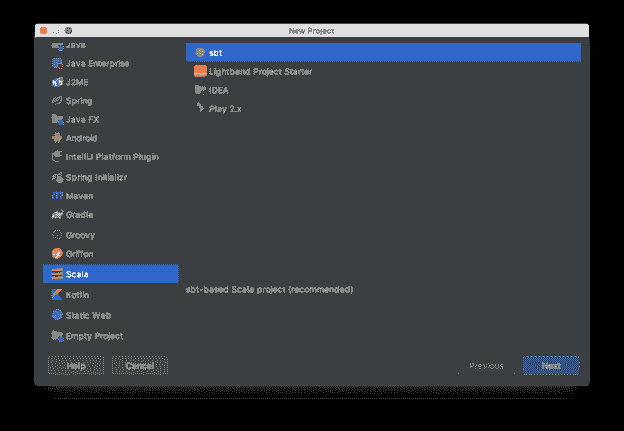 New Project
Java
Java Enterprise
J2ME
Spring
Java FX
Android
IntelliJ Platform Plugin
Spring Initializr
Maven
Gradle
Groovy
Griffon
Scala
Kotlin
Static Web
Empty Project
sbt
Lightbend Project Starter
IDEA
Play 2.x
sbt-based Scala project (recommended)
Help
Cancel
Previous
Next